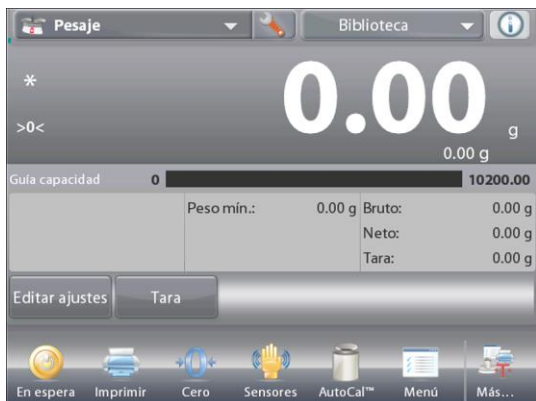 Pesaje Biblioteca
* 0.00 g
>0<
0.00 g
Guía capacidad 0 10200.00
Peso mín.: 0.00 g Bruto: 0.00 g
Neto: 0.00 g
Tara: 0.00 g
Editar ajustes Tara
En espera Imprimir Cero Sensores AutoCal™ Menú Más...